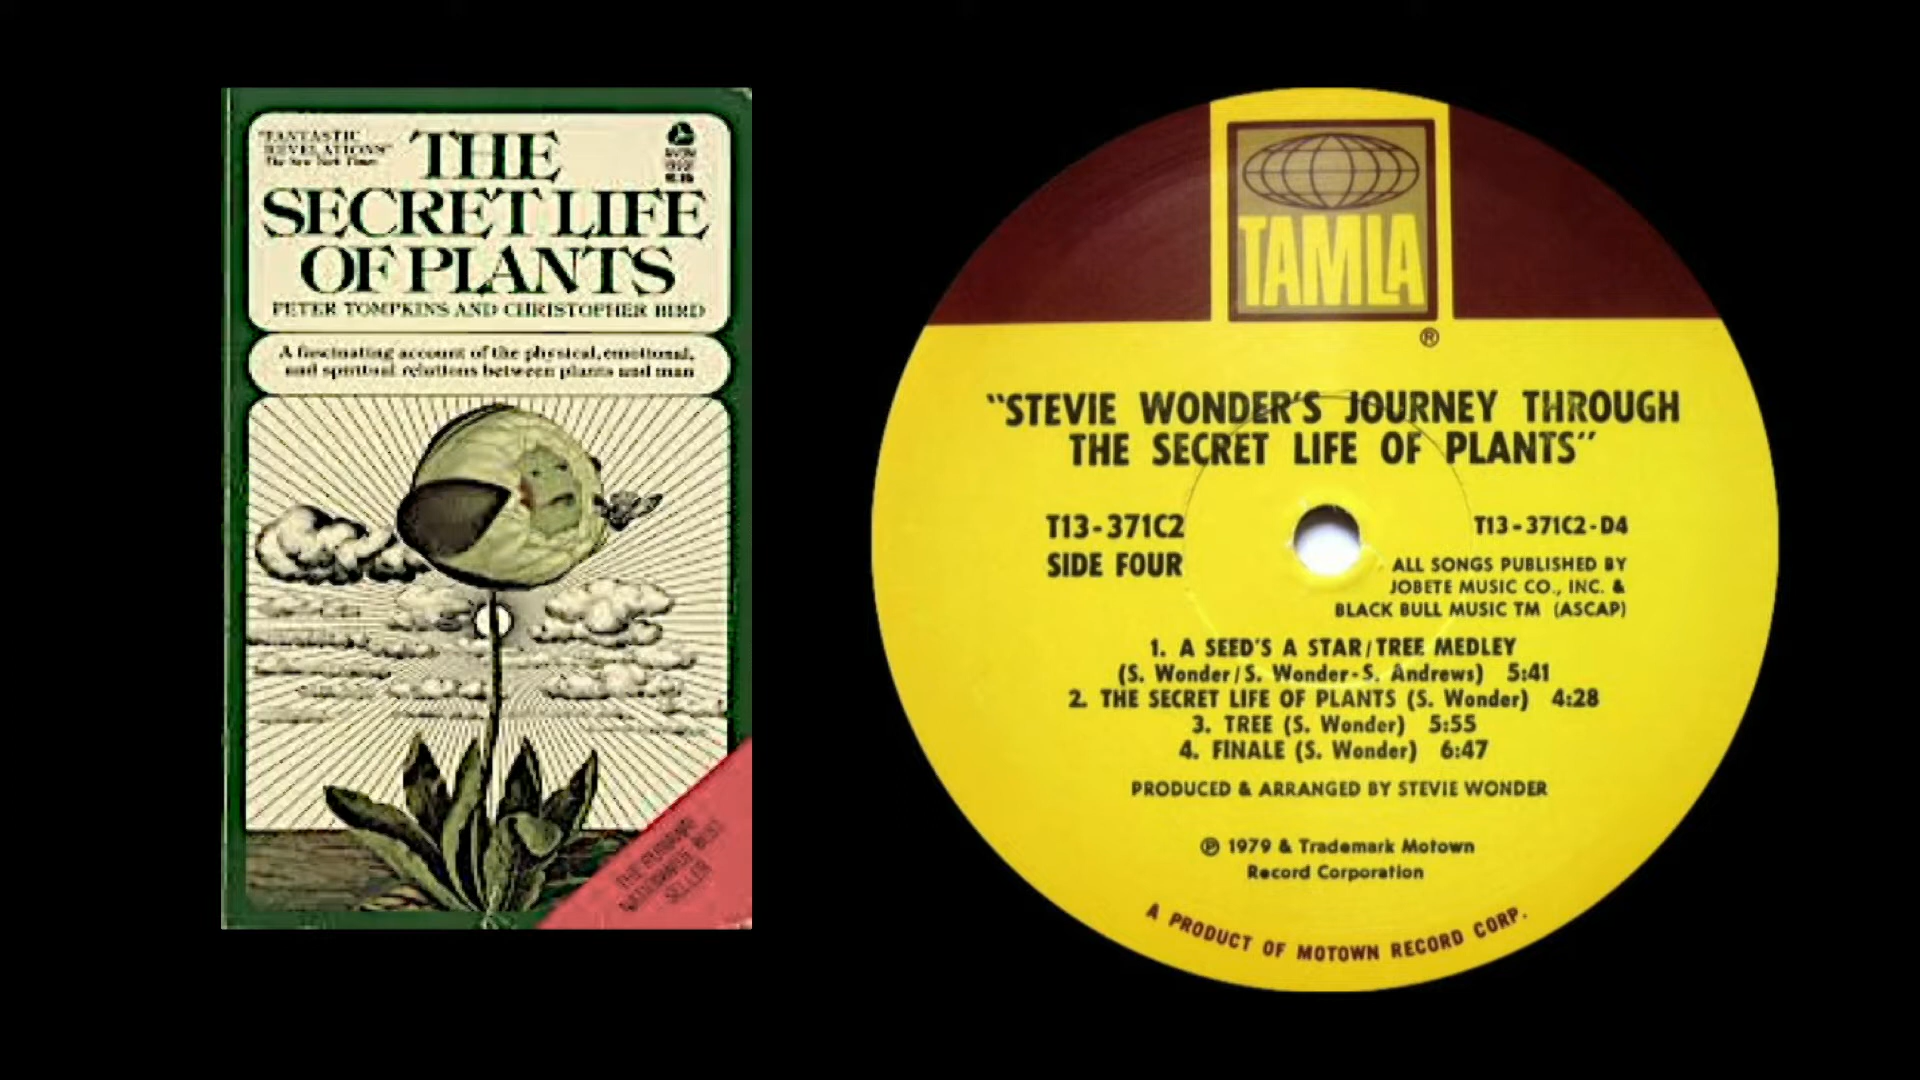 "FANTASTIC
REVELATIONS"
The New York Times
THE
SECRET LIFE
OF PLANTS
PETER TOMPKINS AND CHRISTOPHER BIRD
A fascinating account of the physical, emotional,
and spiritual relations between plants and man
SELLER
TAMLA
®
"STEVIE WONDER'S JOURNEY THROUGH
THE SECRET LIFE OF PLANTS"
T13-371C2
SIDE FOUR
T13-371C2-D4
ALL SONGS PUBLISHED BY
JOBETE MUSIC CO., INC. &
BLACK BULL MUSIC TM (ASCAP)
1. A SEED'S A STAR/TREE MEDLEY
(S. Wonder/S. Wonder-S. Andrews) 5:41
2. THE SECRET LIFE OF PLANTS (S. Wonder) 4:28
3. TREE (S. Wonder) 5:55
4. FINALE (S. Wonder) 6:47
PRODUCED & ARRANGED BY STEVIE WONDER
℗ 1979 & Trademark Motown
Record Corporation
A PRODUCT OF MOTOWN RECORD CORP.